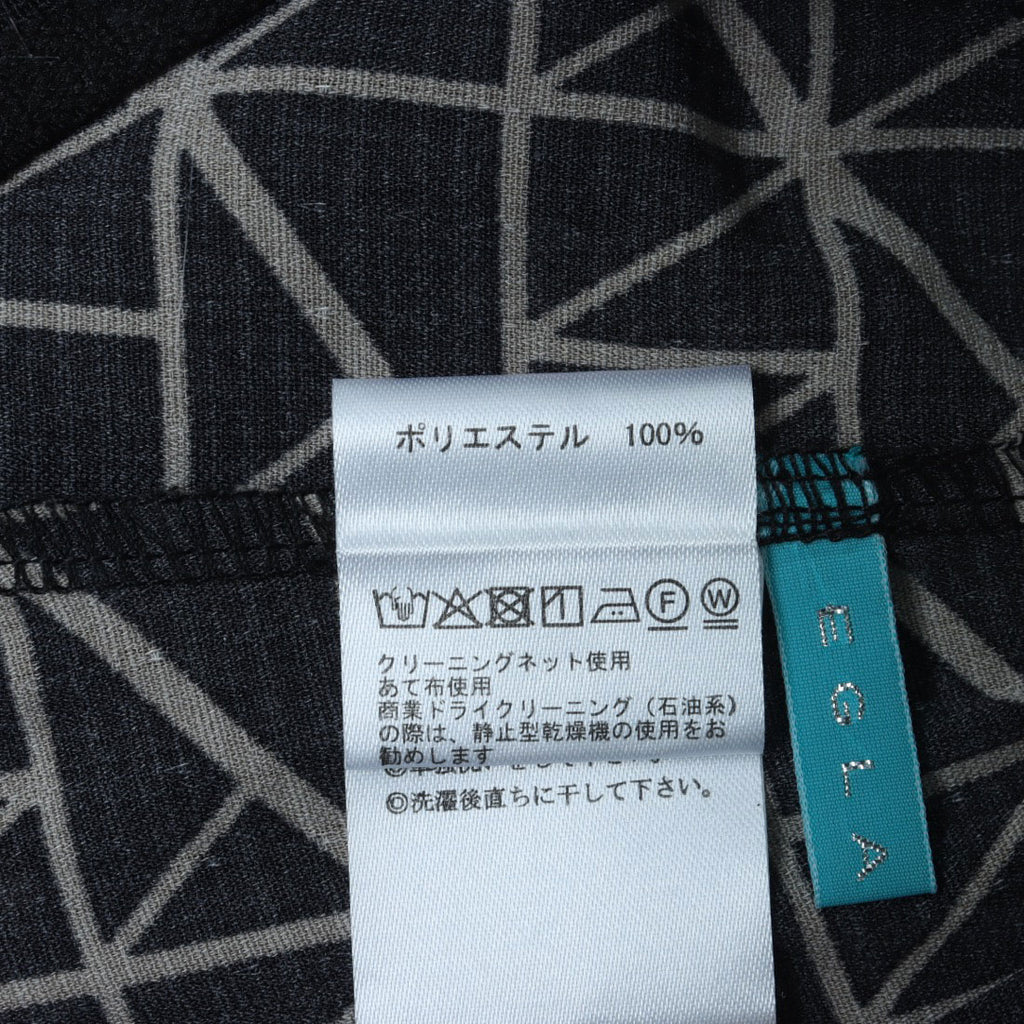 ポリエステル 100%
F W
クリーニングネット使用
あて布使用
商業ドライクリーニング（石油系）
の際は、静止型乾燥機の使用をお
勧めします
◎洗濯後直ちに干して下さい。
EGLA